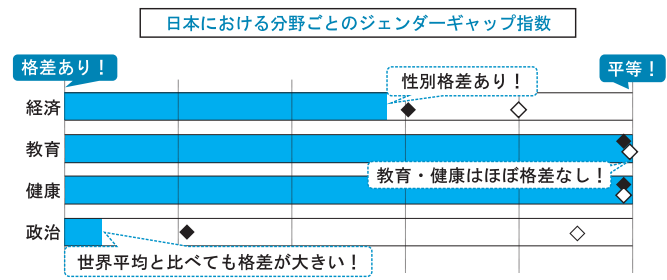 日本における分野ごとのジェンダーギャップ指数
格差あり！
平等！
性別格差あり！
経済
教育
教育・健康はほぼ格差なし！
健康
政治
世界平均と比べても格差が大きい！